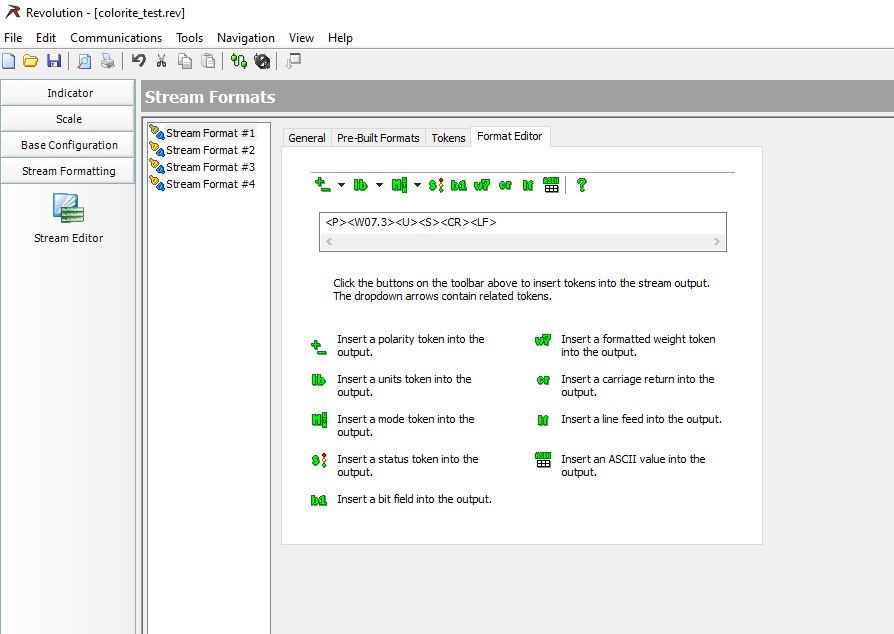 Revolution - [colorite_test.rev]
File Edit Communications Tools Navigation View Help
Indicator
Scale
Base Configuration
Stream Formatting
Stream Editor
Stream Formats
Stream Format #1
Stream Format #2
Stream Format #3
Stream Format #4
General Pre-Built Formats Tokens Format Editor
lb M S b1 w? cr lf ASCII ?
<P><W07.3><U><S><CR><LF>
Click the buttons on the toolbar above to insert tokens into the stream output.
The dropdown arrows contain related tokens.
Insert a polarity token into the
output.
lb Insert a units token into the
output.
M Insert a mode token into the
output.
S Insert a status token into the
output.
b1 Insert a bit field into the output.
w? Insert a formatted weight token
into the output.
cr Insert a carriage return into the
output.
lf Insert a line feed into the output.
ASCII Insert an ASCII value into the
output.